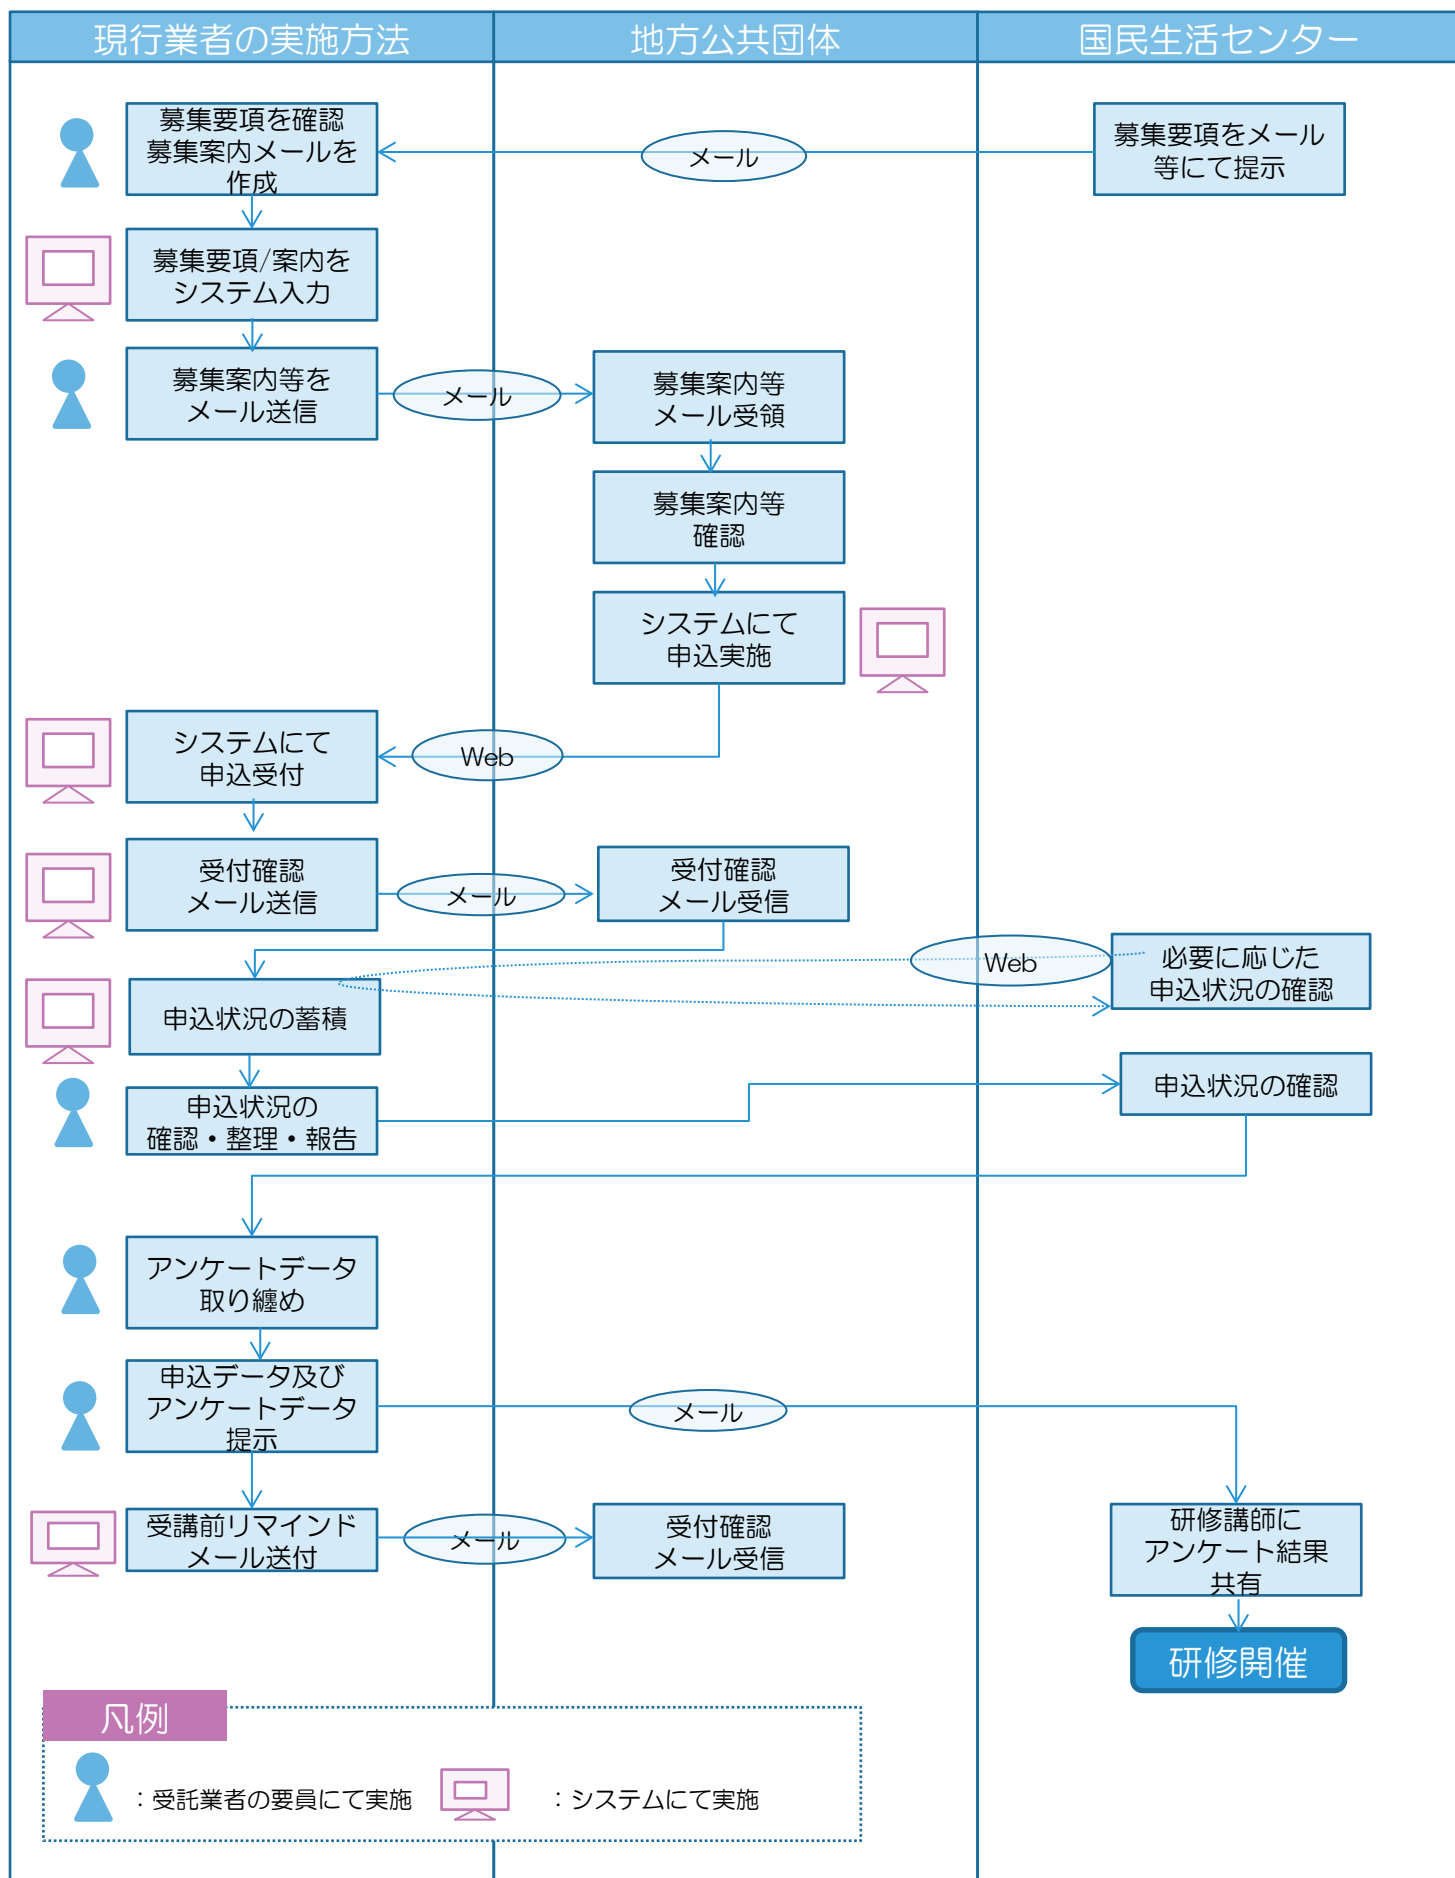 現行業者の実施方法
地方公共団体
国民生活センター
募集要項を確認
募集案内メールを
作成
メール
募集要項をメール
等にて提示
募集要項/案内を
システム入力
募集案内等を
メール送信
メール
募集案内等
メール受領
募集案内等
確認
システムにて
申込実施
システムにて
申込受付
Web
受付確認
メール送信
メール
受付確認
メール受信
Web
必要に応じた
申込状況の確認
申込状況の蓄積
申込状況の確認
申込状況の
確認・整理・報告
アンケートデータ
取り纏め
申込データ及び
アンケートデータ
提示
メール
受講前リマインド
メール送付
メール
受付確認
メール受信
研修講師に
アンケート結果
共有
研修開催
凡例
：受託業者の要員にて実施
：システムにて実施